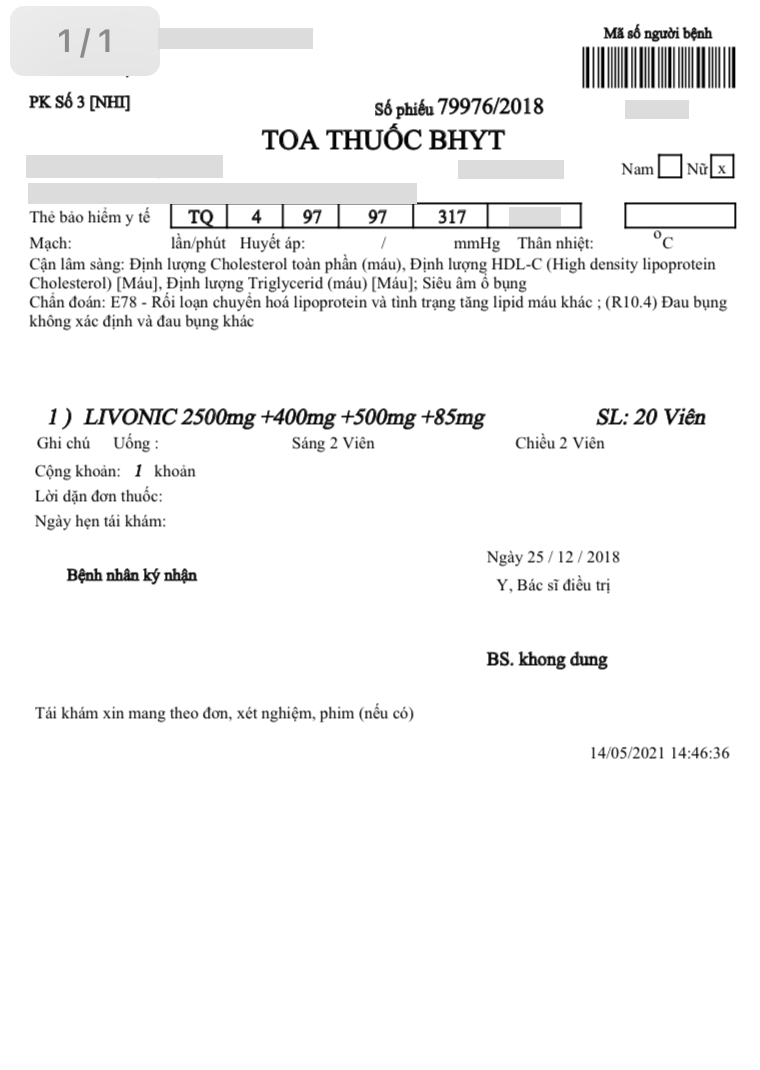 1/1
Mã số người bệnh
PK Số 3 [NHI]
Số phiếu 79976/2018
TOA THUỐC BHYT
Nam Nữ x
Thẻ bảo hiểm y tế TQ 4 97 97 317
Mạch: lần/phút Huyết áp: / mmHg Thân nhiệt: °C
Cận lâm sàng: Định lượng Cholesterol toàn phần (máu), Định lượng HDL-C (High density lipoprotein
Cholesterol) [Máu], Định lượng Triglycerid (máu) [Máu]; Siêu âm ổ bụng
Chẩn đoán: E78 - Rối loạn chuyển hoá lipoprotein và tình trạng tăng lipid máu khác ; (R10.4) Đau bụng
không xác định và đau bụng khác
1 ) LIVONIC 2500mg +400mg +500mg +85mg SL: 20 Viên
Ghi chú Uống : Sáng 2 Viên Chiều 2 Viên
Cộng khoản: 1 khoản
Lời dặn đơn thuốc:
Ngày hẹn tái khám:
Ngày 25 / 12 / 2018
Bệnh nhân ký nhận
Y, Bác sĩ điều trị
BS. khong dung
Tái khám xin mang theo đơn, xét nghiệm, phim (nếu có)
14/05/2021 14:46:36